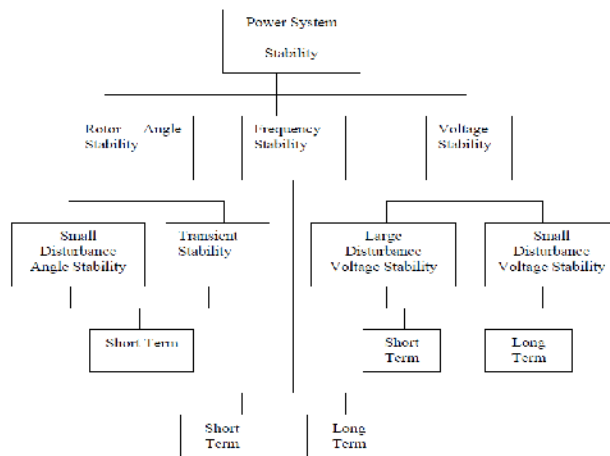 Power System
Stability
Rotor Angle
Stability
Frequency
Stability
Voltage
Stability
Small
Disturbance
Angle Stability
Transient
Stability
Large
Disturbance
Voltage Stability
Small
Disturbance
Voltage Stability
Short Term
Short
Term
Long
Term
Short
Term
Long
Term